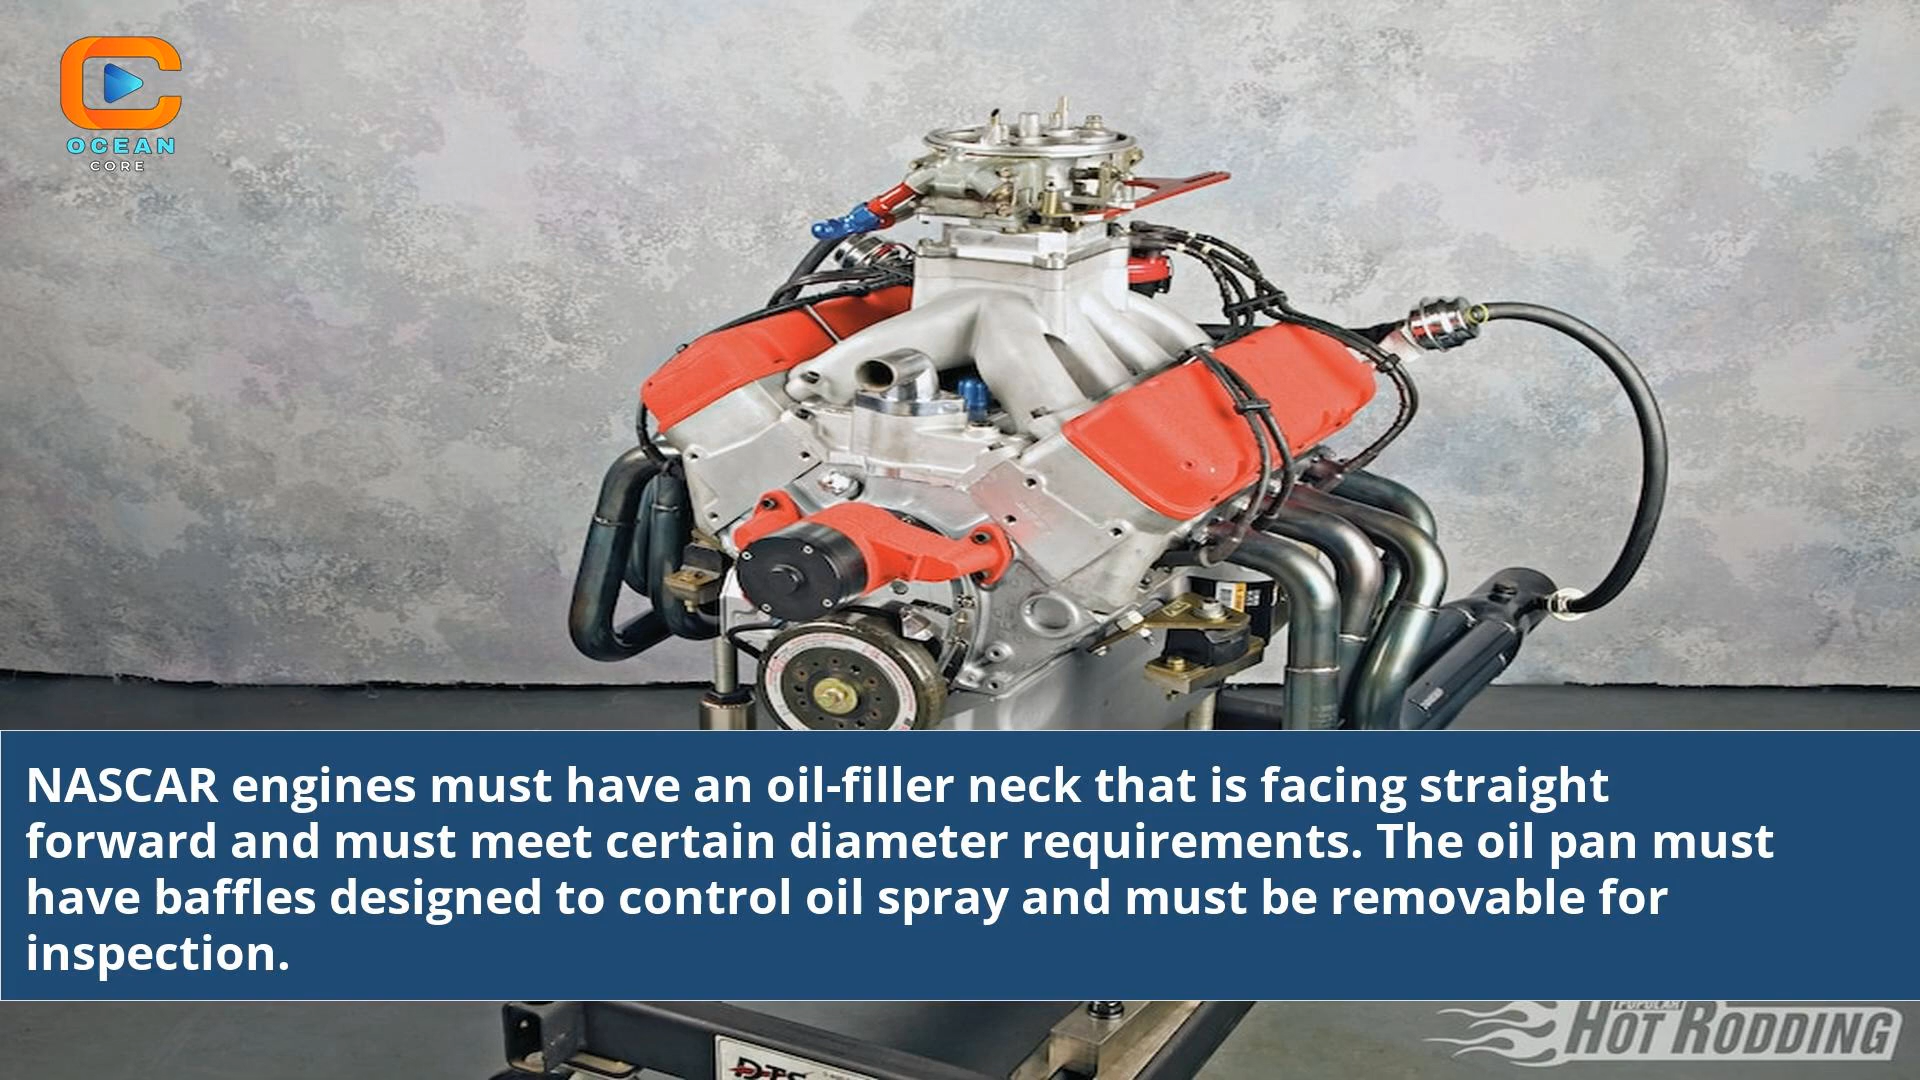 OCEAN
CORE
NASCAR engines must have an oil-filler neck that is facing straight
forward and must meet certain diameter requirements. The oil pan must
have baffles designed to control oil spray and must be removable for
inspection.
POPULAR
HOT RODDING
DTS